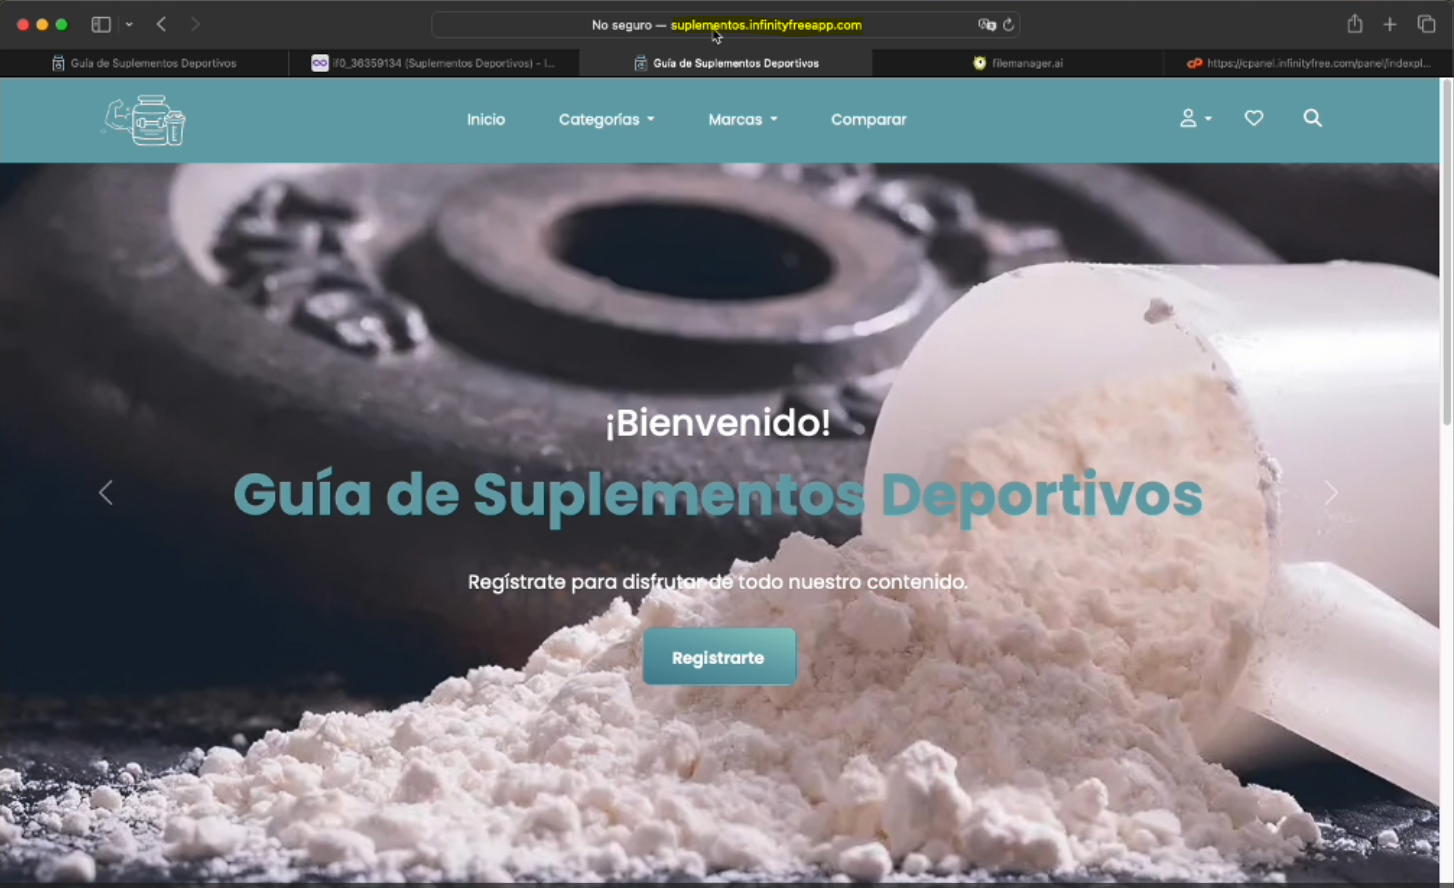 No seguro — suplementos.infinityfreeapp.com
Guía de Suplementos Deportivos
if0_36359134 (Suplementos Deportivos) – I...
Guía de Suplementos Deportivos
filemanager.ai
https://cpanel.infinityfree.com/panel/indexpl...
Inicio
Categorías
Marcas
Comparar
¡Bienvenido!
Guía de Suplementos Deportivos
Regístrate para disfrutar de todo nuestro contenido.
Registrarte